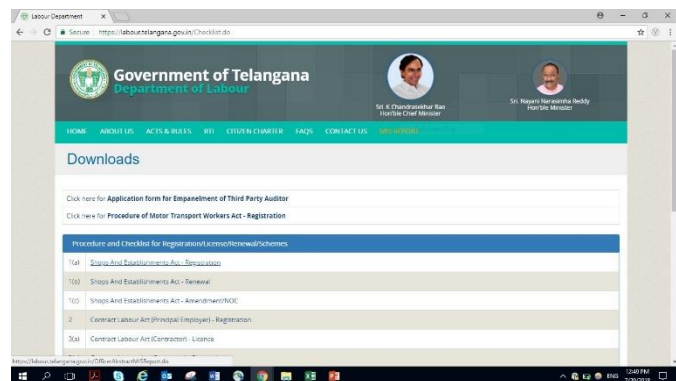 Labour Department
Secure | https://labour.telangana.gov.in/Checklist.do
Government of Telangana
Department of Labour
Sri. K Chandrasekhar Rao
Hon'ble Chief Minister
Sri. Nayani Narasimha Reddy
Hon'ble Minister
HOME ABOUT US ACTS & RULES RTI CITIZEN CHARTER FAQS CONTACT US MIS REPORT
Downloads
Click here for Application form for Empanelment of Third Party Auditor
Click here for Procedure of Motor Transport Workers Act - Registration
Procedure and Checklist for Registration/License/Renewal/Schemes
1(a) Shops And Establishments Act - Registration
1(b) Shops And Establishments Act - Renewal
1(c) Shops And Establishments Act - Amendment/NOC
2 Contract Labour Act (Principal Employer) - Registration
3(a) Contract Labour Act (Contractor) - Licence
ENG
12:49 PM